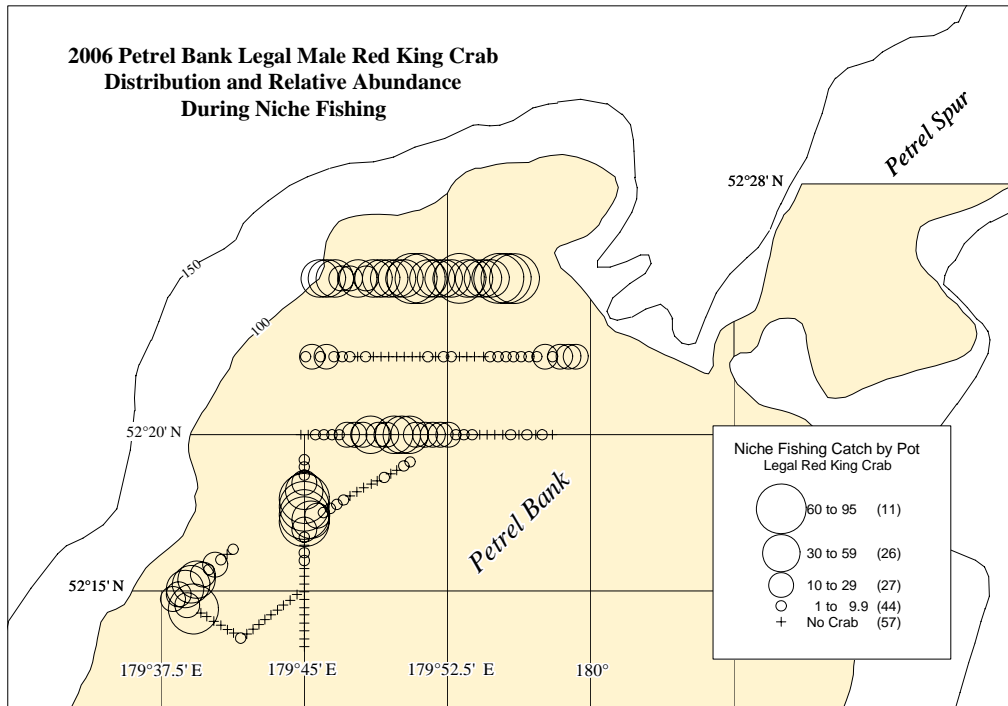 2006 Petrel Bank Legal Male Red King Crab
Distribution and Relative Abundance
During Niche Fishing
Petrel Spur
52°28' N
150
100
52°20' N
Petrel Bank
52°15' N
179°37.5' E
179°45' E
179°52.5' E
180°
Niche Fishing Catch by Pot
Legal Red King Crab
60 to 95 (11)
30 to 59 (26)
10 to 29 (27)
1 to 9.9 (44)
No Crab (57)